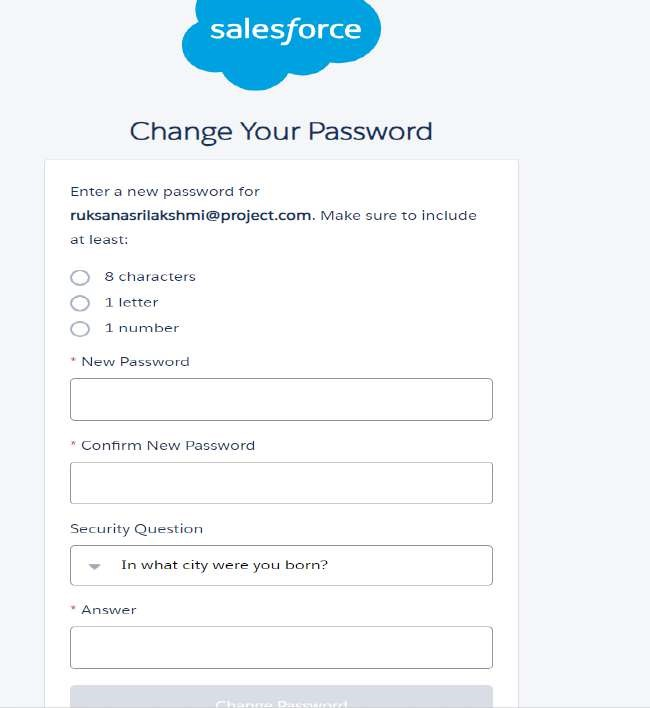 salesforce
Change Your Password
Enter a new password for
ruksanasrilakshmi@project.com. Make sure to include
at least:
8 characters
1 letter
1 number
* New Password
* Confirm New Password
Security Question
In what city were you born?
* Answer
Change Password